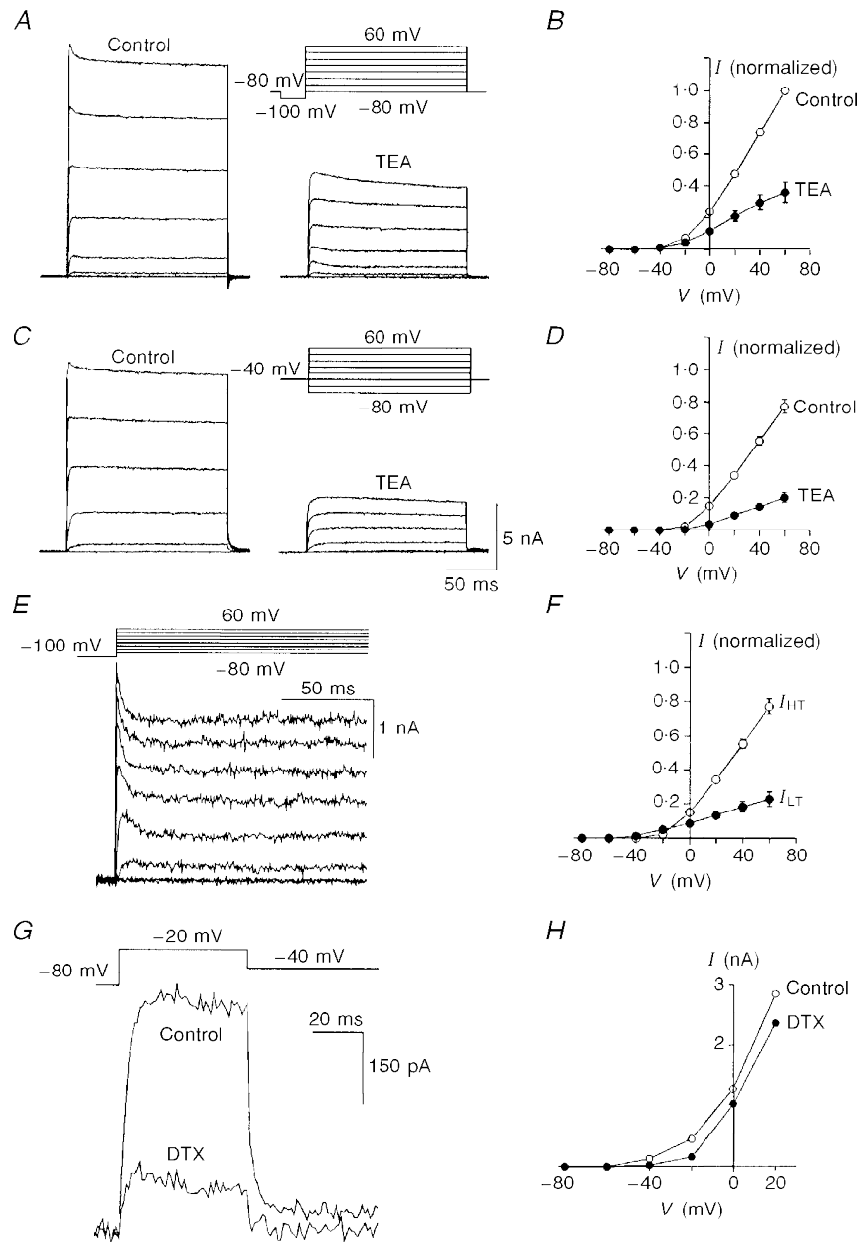 A
Control
60 mV
−80 mV
−100 mV
−80 mV
TEA
B
I (normalized)
1·0
0·8
0·6
0·4
Control
TEA
−80
−40
0
40
80
V (mV)
C
Control
60 mV
−40 mV
−80 mV
TEA
5 nA
50 ms
D
I (normalized)
1·0
0·8
0·6
0·4
0·2
Control
TEA
−80
−40
0
40
80
V (mV)
E
60 mV
−100 mV
−80 mV
50 ms
1 nA
F
I (normalized)
1·0
0·8
0·6
0·4
0·2
IHT
ILT
−80
−40
0
40
80
V (mV)
G
−20 mV
−80 mV
−40 mV
20 ms
150 pA
Control
DTX
H
I (nA)
3
2
Control
DTX
−80
−40
0
20
V (mV)